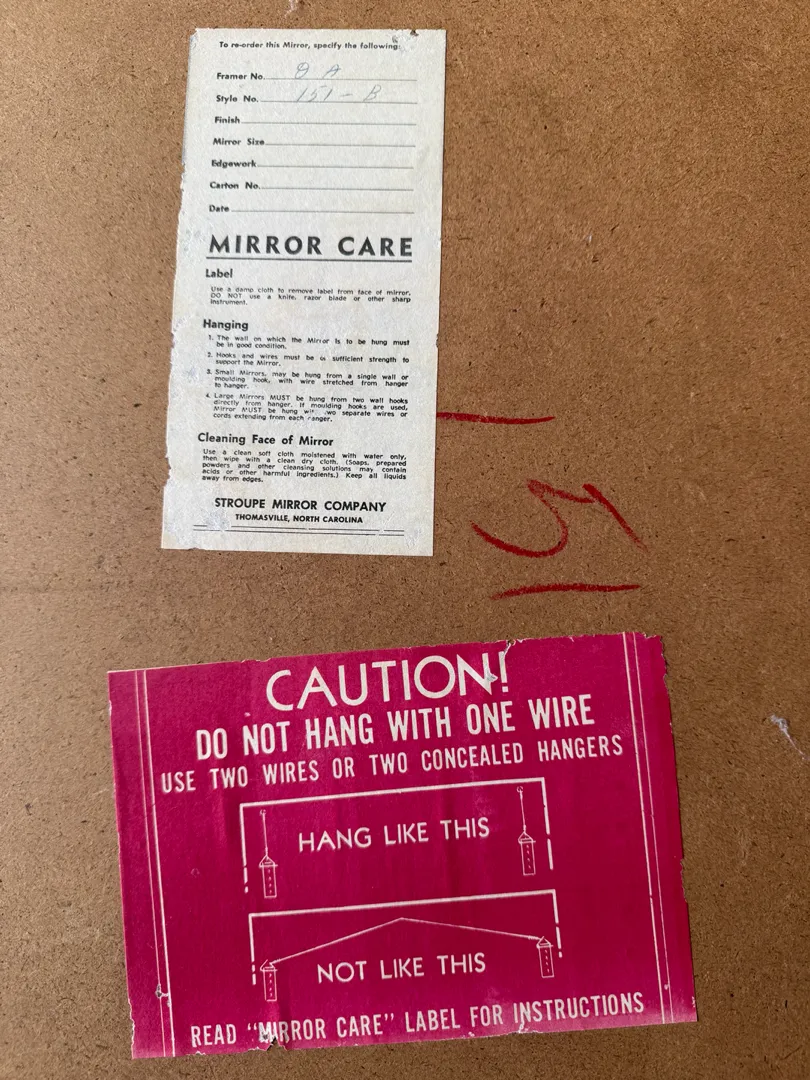 To re-order this Mirror, specify the following:
Framer No. D A
Style No. 151 - B
Finish
Mirror Size
Edgework
Carton No.
Date
MIRROR CARE
Label
Use a damp cloth to remove label from face of mirror.
DO NOT use a knife, razor blade or other sharp
instrument.
Hanging
1. The wall on which the Mirror is to be hung must
be in good condition.
2. Hooks and wires must be of sufficient strength to
support the Mirror.
3. Small Mirrors, may be hung from a single wall or
moulding hook, with wire stretched from hanger
to hanger.
4. Large Mirrors MUST be hung from two wall hooks
directly from hanger. If moulding hooks are used,
Mirror MUST be hung with two separate wires or
cords extending from each hanger.
Cleaning Face of Mirror
Use a clean soft cloth moistened with water only,
then wipe with a clean dry cloth. (Soaps, prepared
powders and other cleansing solutions may contain
acids or other harmful ingredients.) Keep all liquids
away from edges.
STROUPE MIRROR COMPANY
THOMASVILLE, NORTH CAROLINA
CAUTION!
DO NOT HANG WITH ONE WIRE
USE TWO WIRES OR TWO CONCEALED HANGERS
HANG LIKE THIS
NOT LIKE THIS
READ "MIRROR CARE" LABEL FOR INSTRUCTIONS